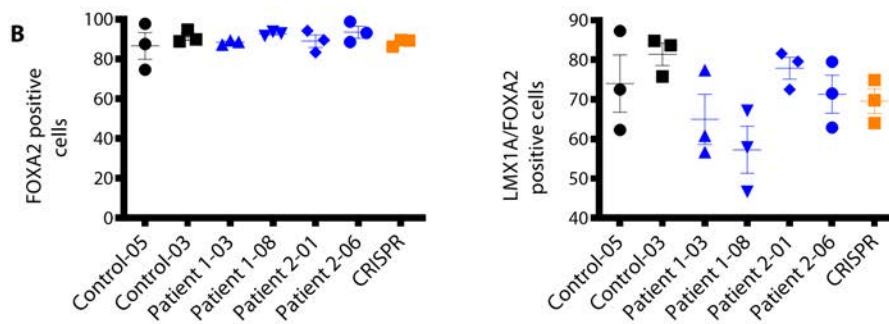 B
FOXA2 positive
cells
100
80
60
40
20
0
Control-05
Control-03
Patient 1-03
Patient 1-08
Patient 2-01
Patient 2-06
CRISPR
LMX1A/FOXA2
positive cells
90
80
70
60
50
40
Control-05
Control-03
Patient 1-03
Patient 1-08
Patient 2-01
Patient 2-06
CRISPR